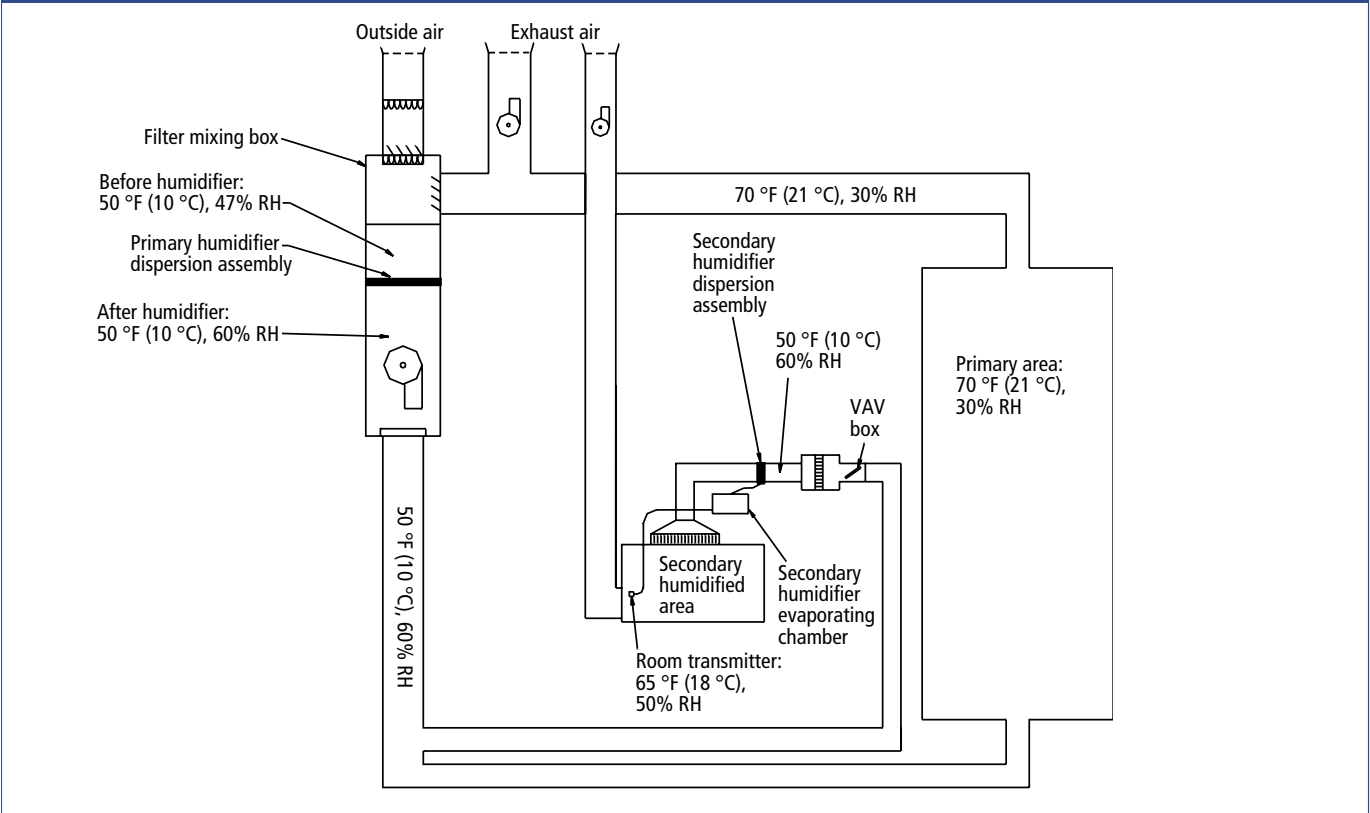 Outside air
Exhaust air
Filter mixing box
Before humidifier:
50 °F (10 °C), 47% RH
70 °F (21 °C), 30% RH
Primary humidifier
dispersion assembly
Secondary
humidifier
dispersion
assembly
After humidifier:
50 °F (10 °C), 60% RH
50 °F (10 °C)
60% RH
Primary area:
70 °F (21 °C),
30% RH
VAV
box
50 °F (10 °C), 60% RH
Secondary
humidified
area
Secondary
humidifier
evaporating
chamber
Room transmitter:
65 °F (18 °C),
50% RH